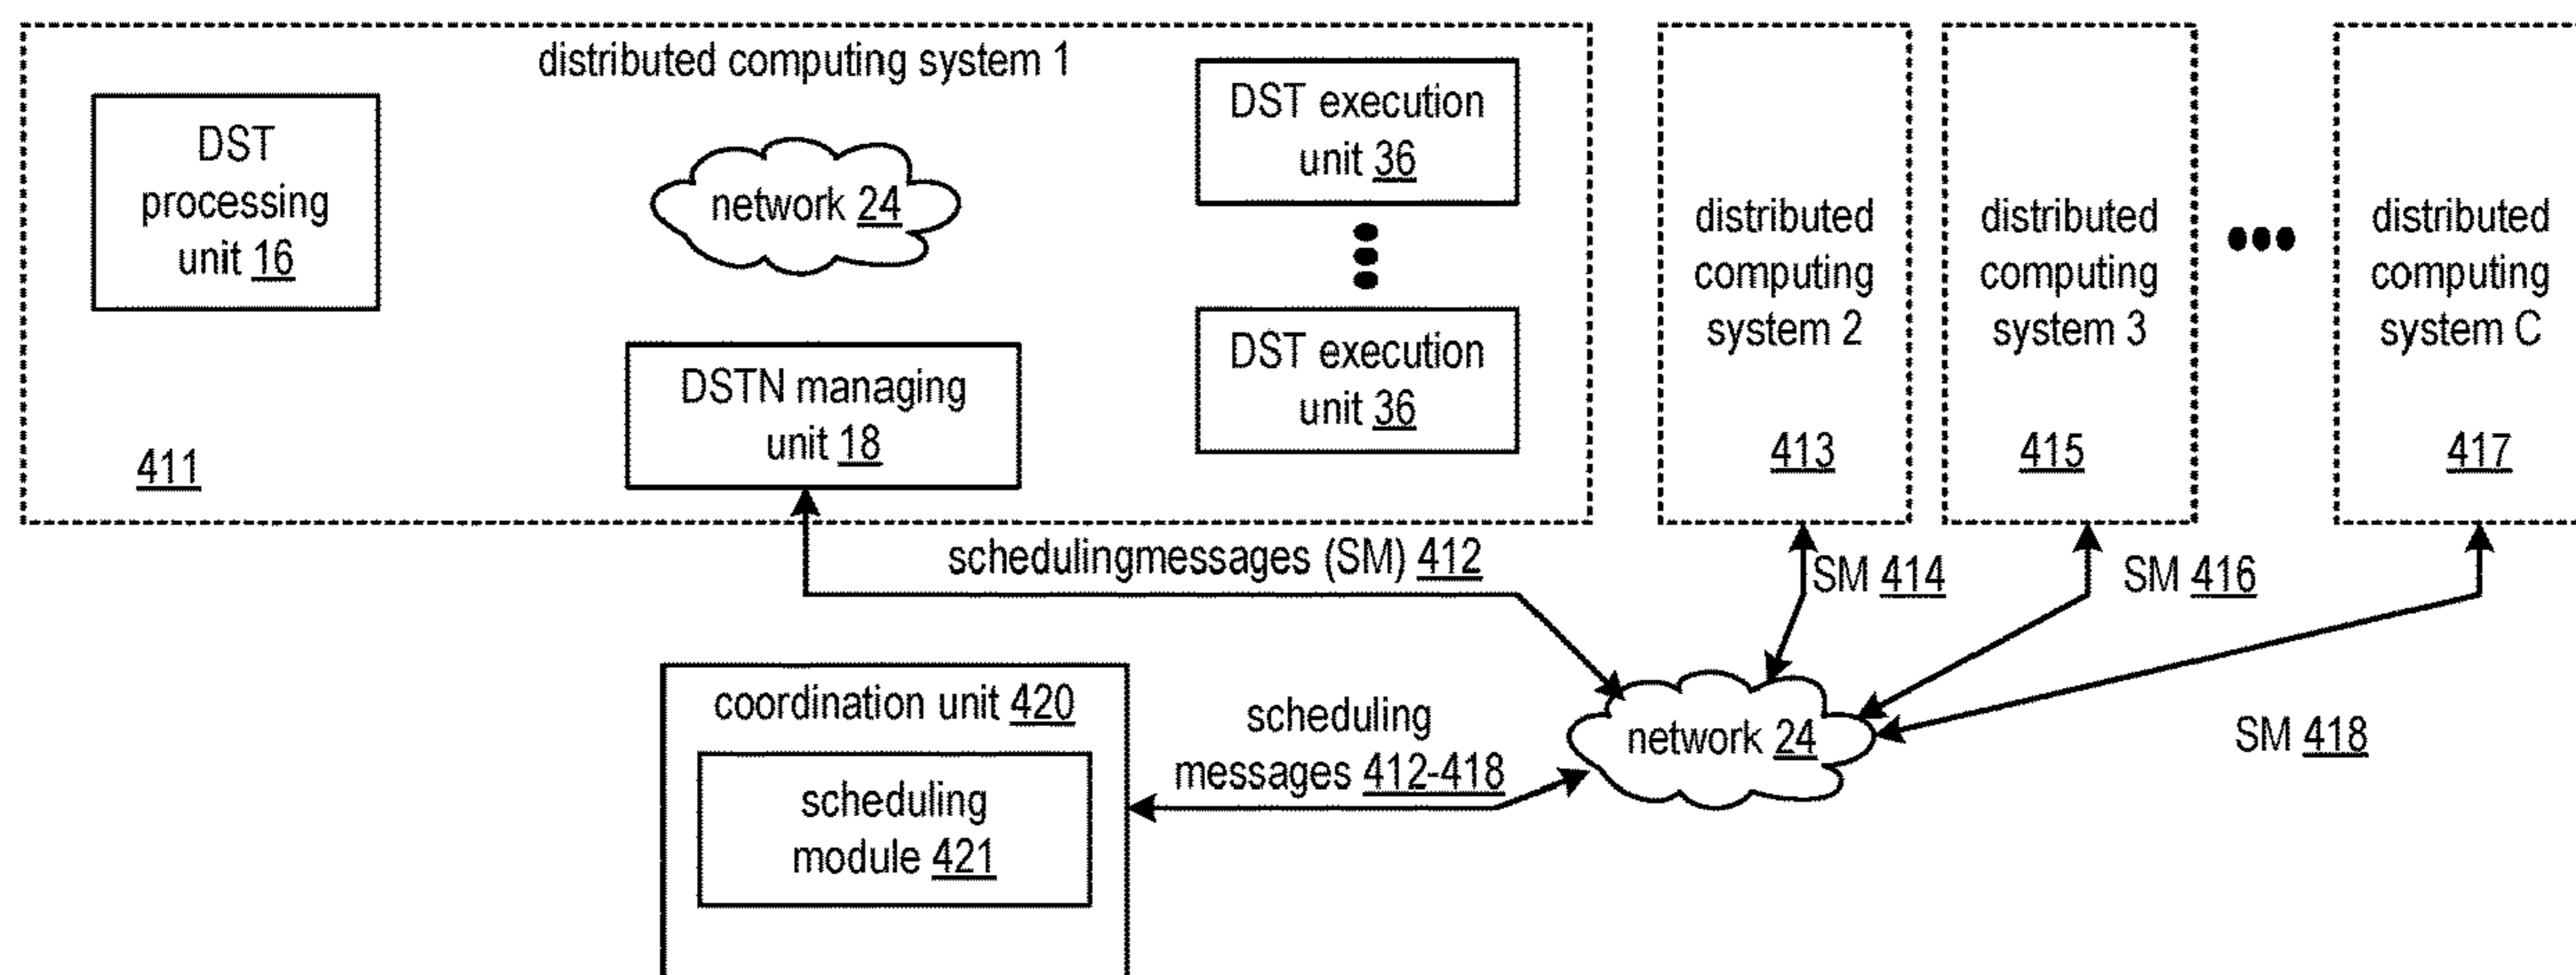 distributed computing system 1
DST
processing
unit 16
network 24
DST execution
unit 36
DST execution
unit 36
DSTN managing
unit 18
411
distributed
computing
system 2
413
distributed
computing
system 3
415
distributed
computing
system C
417
schedulingmessages (SM) 412
SM 414
SM 416
SM 418
coordination unit 420
scheduling
module 421
scheduling
messages 412-418
network 24